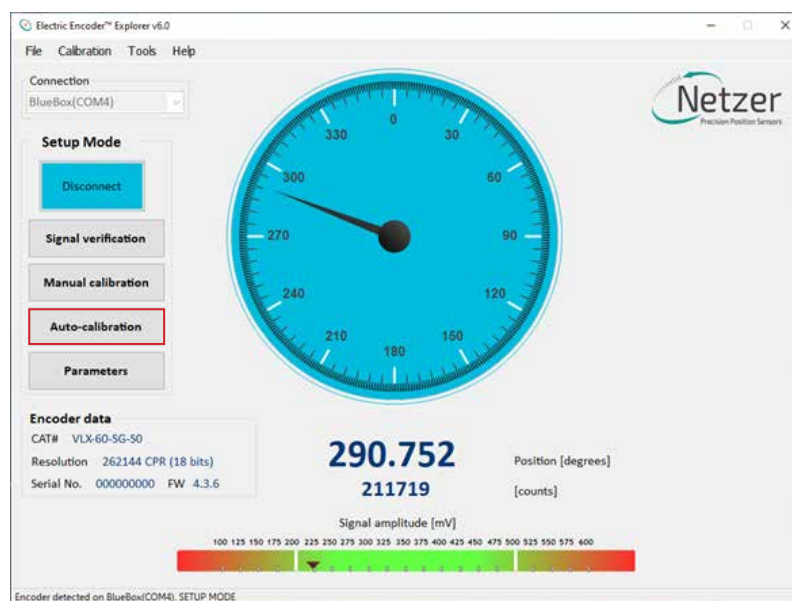 Electric Encoder™ Explorer v6.0
File Calibration Tools Help
Connection
BlueBox(COM4)
Netzer
Precision Position Sensors
Setup Mode
Disconnect
Signal verification
Manual calibration
Auto-calibration
Parameters
0
30
60
90
120
150
180
210
240
270
300
330
Encoder data
CAT# VLX-60-SG-S0
Resolution 262144 CPR (18 bits)
Serial No. 000000000 FW 4.3.6
290.752 Position [degrees]
211719 [counts]
Signal amplitude [mV]
100 125 150 175 200 225 250 275 300 325 350 375 400 425 450 475 500 525 550 575 600
Encoder detected on BlueBox(COM4). SETUP MODE